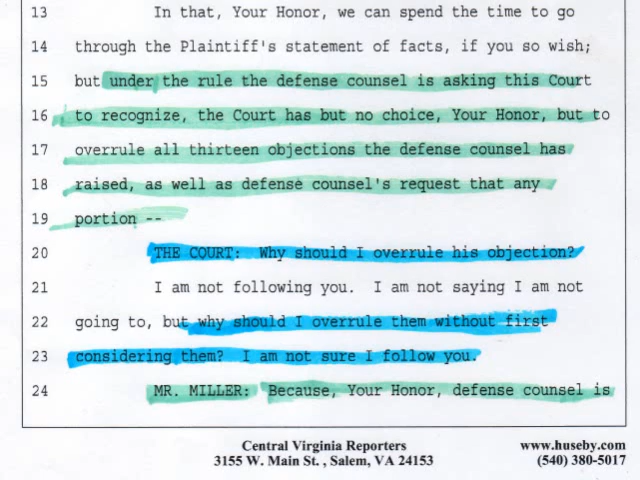 13 In that, Your Honor, we can spend the time to go
14 through the Plaintiff's statement of facts, if you so wish;
15 but under the rule the defense counsel is asking this Court
16 to recognize, the Court has but no choice, Your Honor, but to
17 overrule all thirteen objections the defense counsel has
18 raised, as well as defense counsel's request that any
19 portion --
20 THE COURT: Why should I overrule his objection?
21 I am not following you. I am not saying I am not
22 going to, but why should I overrule them without first
23 considering them? I am not sure I follow you.
24 MR. MILLER: Because, Your Honor, defense counsel is
Central Virginia Reporters www.huseby.com
3155 W. Main St. , Salem, VA 24153 (540) 380-5017